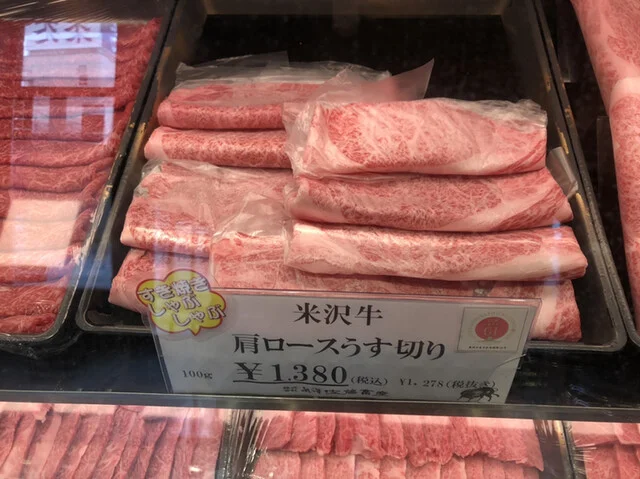 すき焼き
しゃぶ
しゃぶ
米沢牛
肩ロースうす切り
100g ¥1,380(税込) ¥1,278(税抜き)